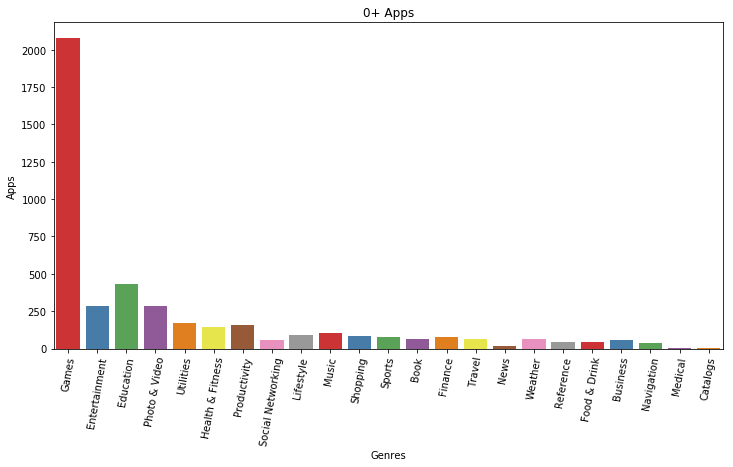 0+ Apps
2000
1750
1500
1250
1000
750
500
250
0
Apps
Games
Entertainment
Education
Photo & Video
Utilities
Health & Fitness
Productivity
Social Networking
Lifestyle
Music
Shopping
Sports
Book
Finance
Travel
News
Weather
Reference
Food & Drink
Business
Navigation
Medical
Catalogs
Genres